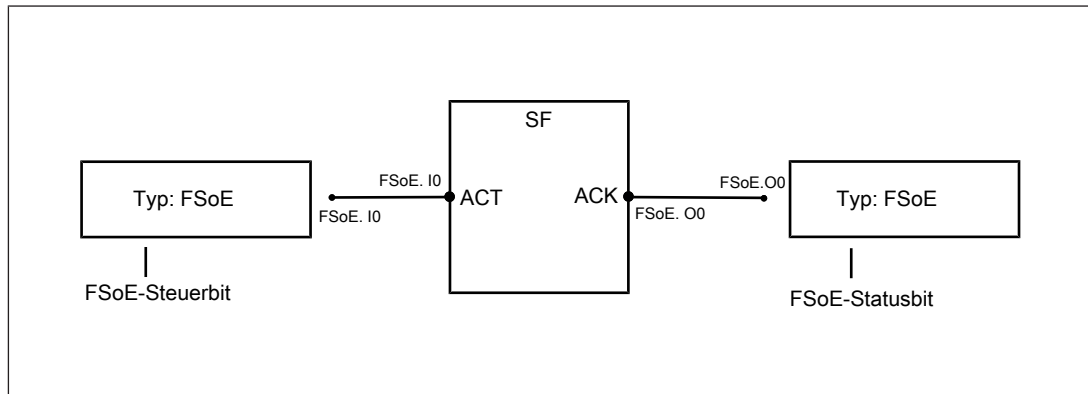 SF
FSoE. I0
FSoE.O0
Typ: FSoE
ACT
ACK
Typ: FSoE
FSoE. I0
FSoE. O0
FSoE-Steuerbit
FSoE-Statusbit